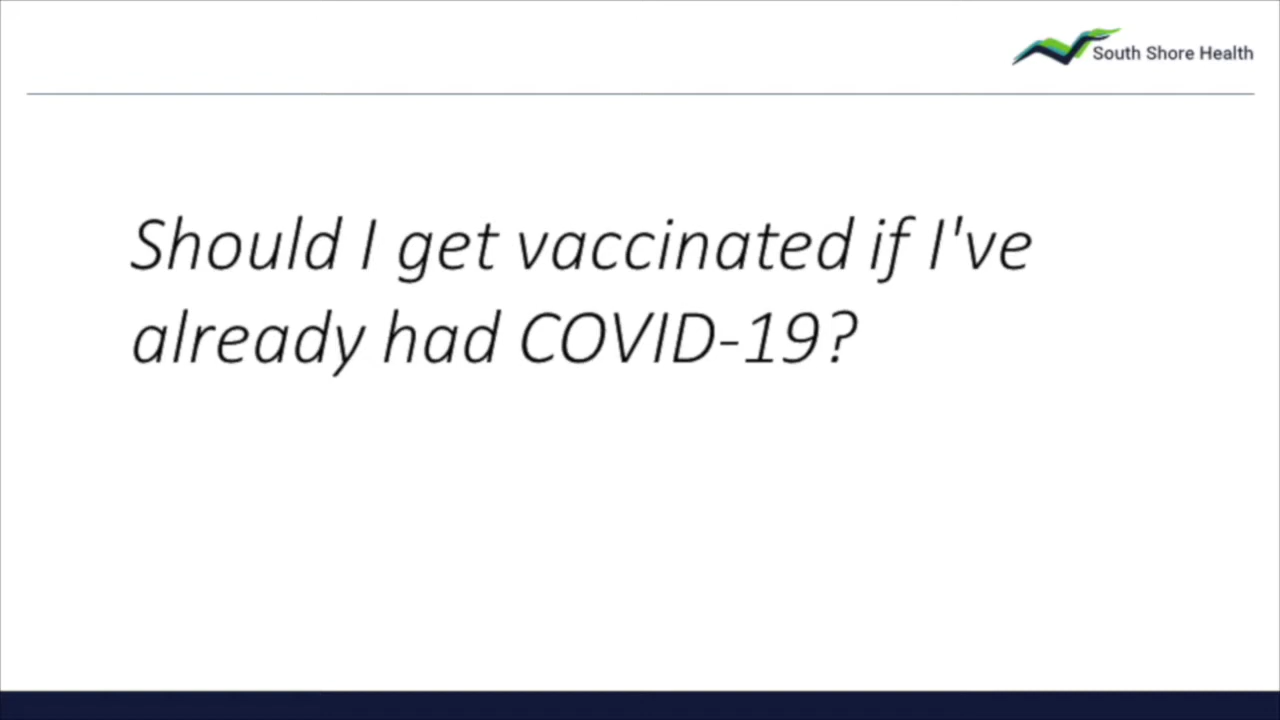 South Shore Health
Should I get vaccinated if I've
already had COVID-19?